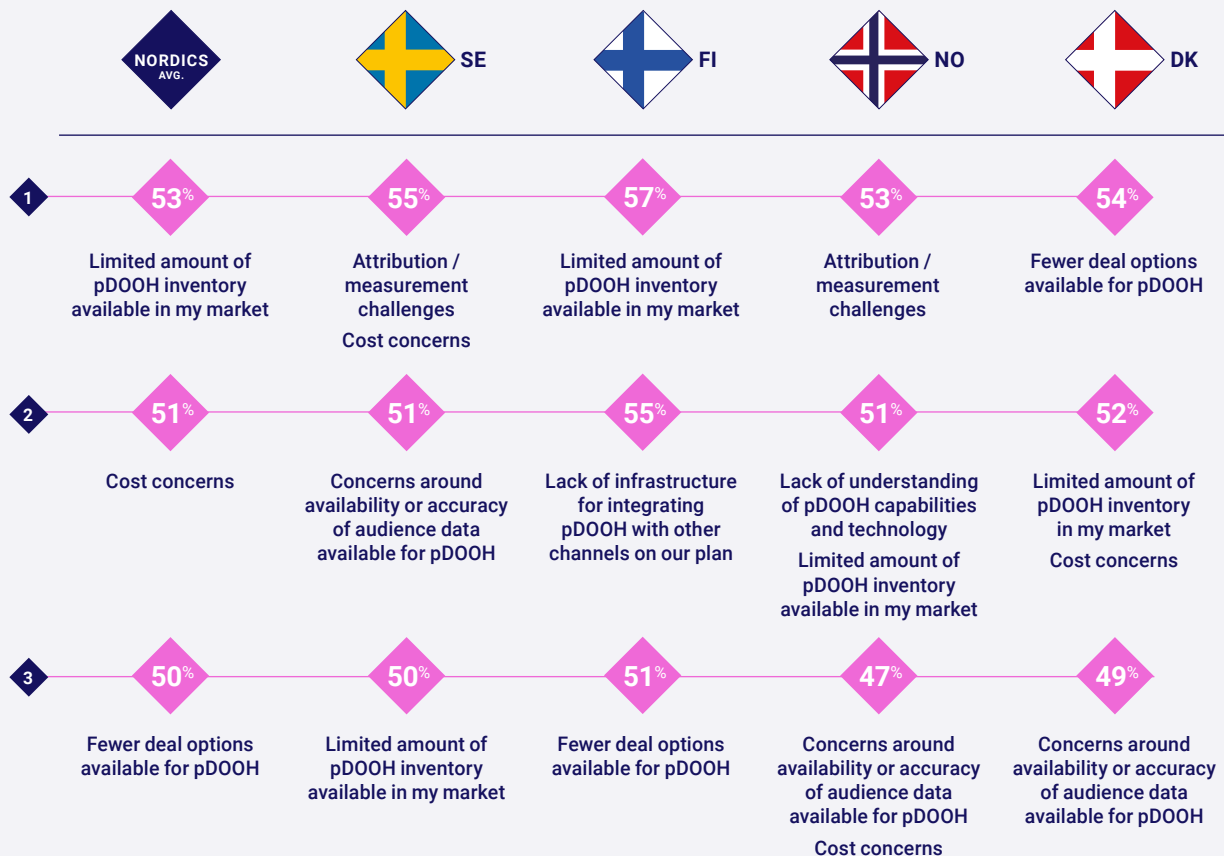 NORDICS
AVG.
SE
FI
NO
DK
1
53%
55%
57%
53%
54%
Limited amount of
pDOOH inventory
available in my market
Attribution /
measurement
challenges
Cost concerns
Limited amount of
pDOOH inventory
available in my market
Attribution /
measurement
challenges
Fewer deal options
available for pDOOH
2
51%
51%
55%
51%
52%
Cost concerns
Concerns around
availability or accuracy
of audience data
available for pDOOH
Lack of infrastructure
for integrating
pDOOH with other
channels on our plan
Lack of understanding
of pDOOH capabilities
and technology
Limited amount of
pDOOH inventory
available in my market
Limited amount of
pDOOH inventory
in my market
Cost concerns
3
50%
50%
51%
47%
49%
Fewer deal options
available for pDOOH
Limited amount of
pDOOH inventory
available in my market
Fewer deal options
available for pDOOH
Concerns around
availability or accuracy
of audience data
available for pDOOH
Cost concerns
Concerns around
availability or accuracy
of audience data
available for pDOOH